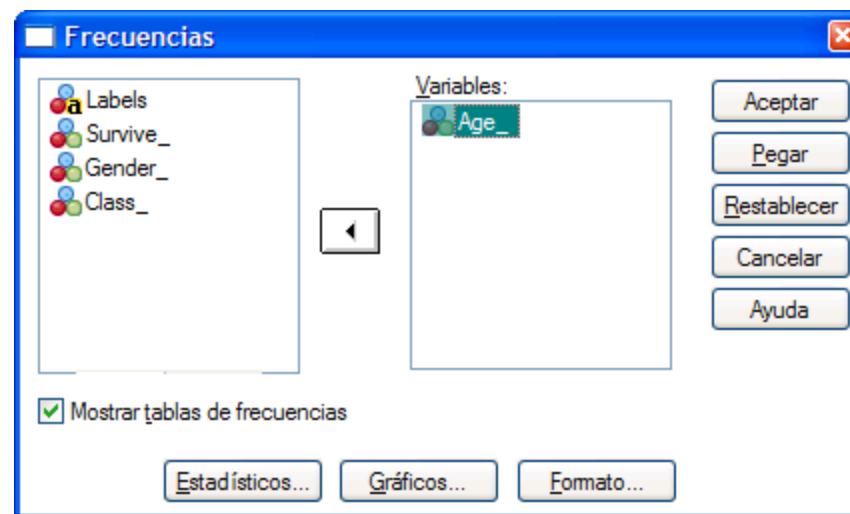 Frecuencias
Labels
Survive_
Gender_
Class_
Variables:
Age_
Aceptar
Pegar
Restablecer
Cancelar
Ayuda
Mostrar tablas de frecuencias
Estadísticos...
Gráficos...
Formato...